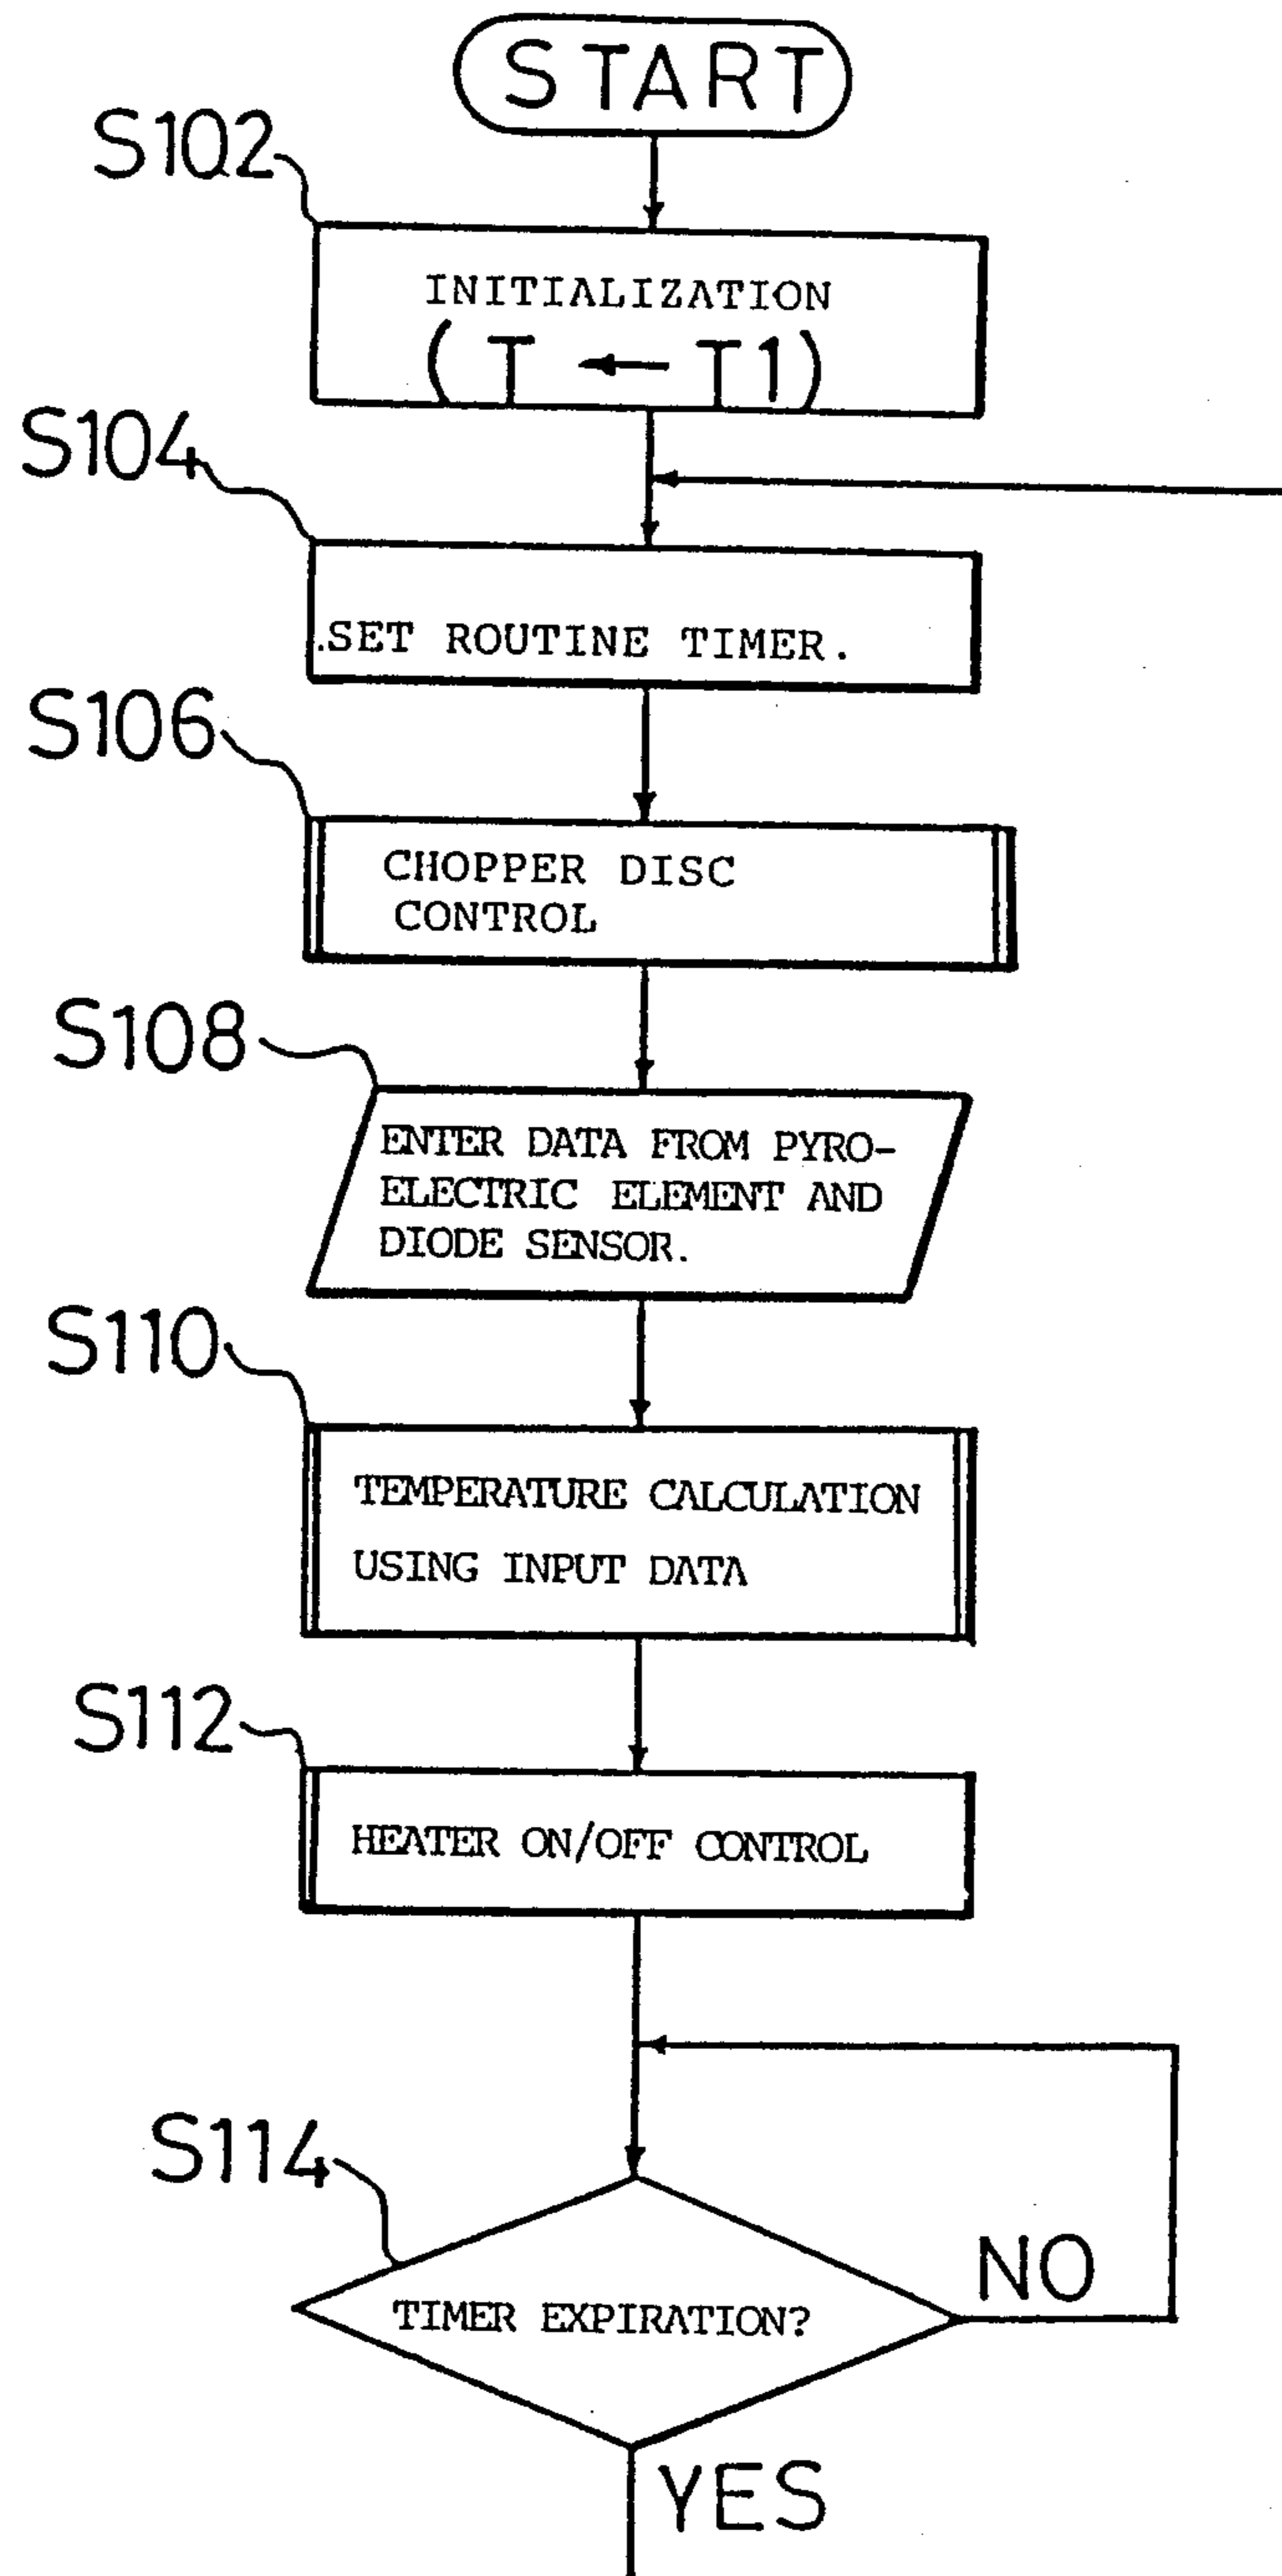 START
S102
INITIALIZATION
(T ← T1)
S104
SET ROUTINE TIMER.
S106
CHOPPER DISC
CONTROL
S108
ENTER DATA FROM PYRO-
ELECTRIC ELEMENT AND
DIODE SENSOR.
S110
TEMPERATURE CALCULATION
USING INPUT DATA
S112
HEATER ON/OFF CONTROL
S114
TIMER EXPIRATION?
NO
YES